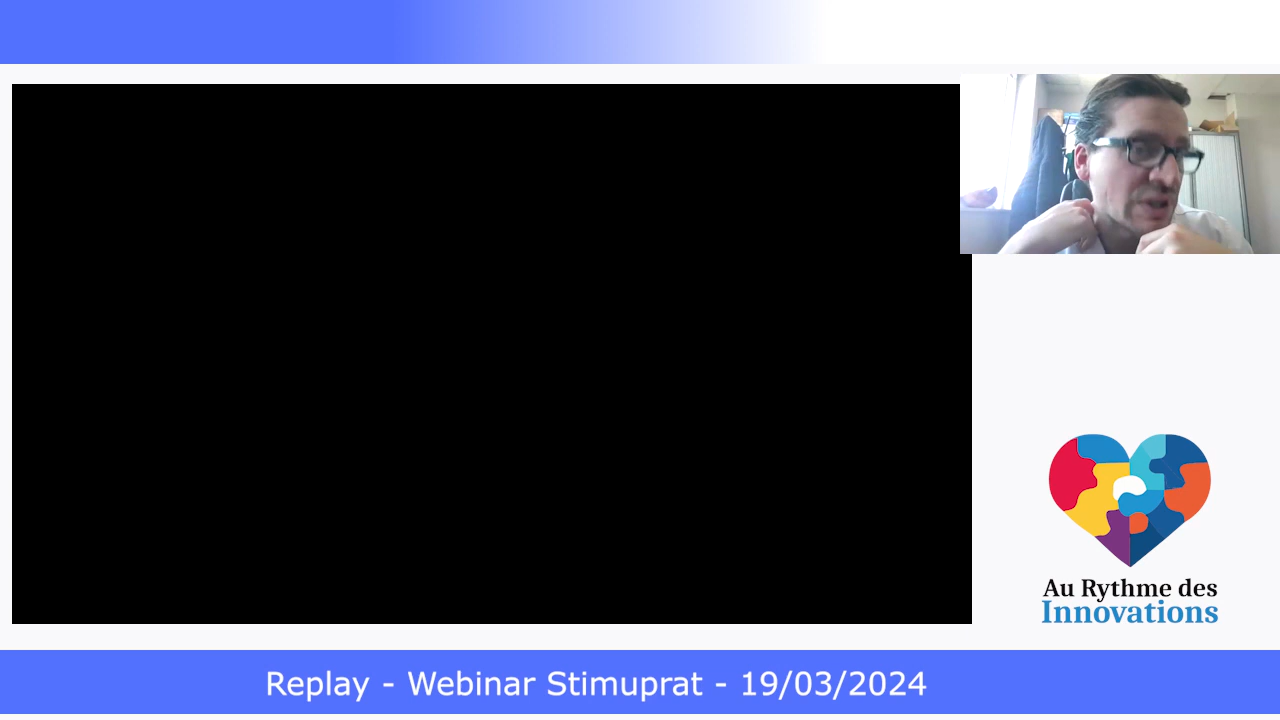 Au Rythme des
Innovations
Replay - Webinar Stimuprat - 19/03/2024